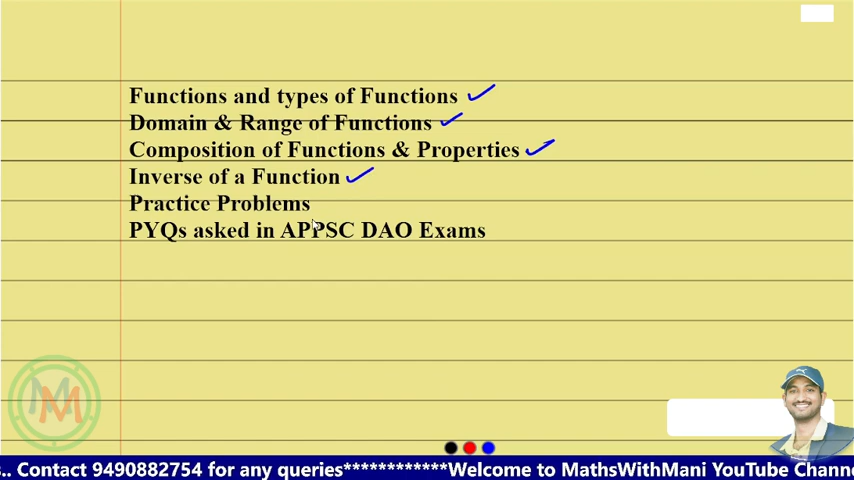 Functions and types of Functions
Domain & Range of Functions
Composition of Functions & Properties
Inverse of a Function
Practice Problems
PYQs asked in APPSC DAO Exams
MM
.. Contact 9490882754 for any queries************Welcome to MathsWithMani YouTube Channe